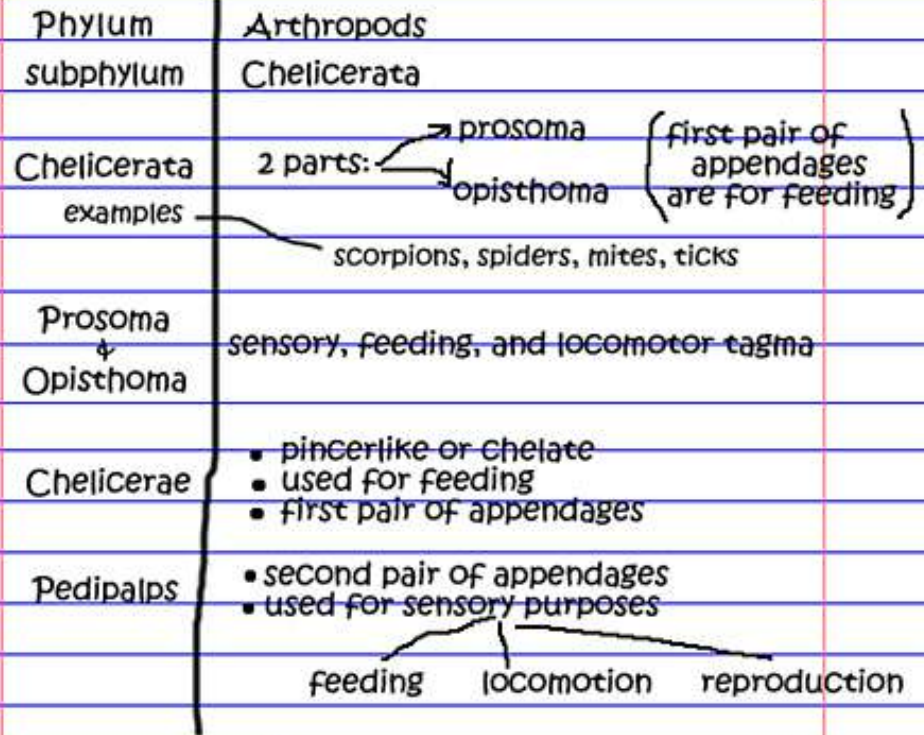 Phylum Arthropods
subphylum Chelicerata
prosoma
Chelicerata 2 parts:
opisthoma
(first pair of
appendages
are for feeding)
examples
scorpions, spiders, mites, ticks
Prosoma
&
Opisthoma
sensory, feeding, and locomotor tagma
Chelicerae
• pincerlike or chelate
• used for feeding
• first pair of appendages
Pedipalps
• second pair of appendages
• used for sensory purposes
feeding locomotion reproduction